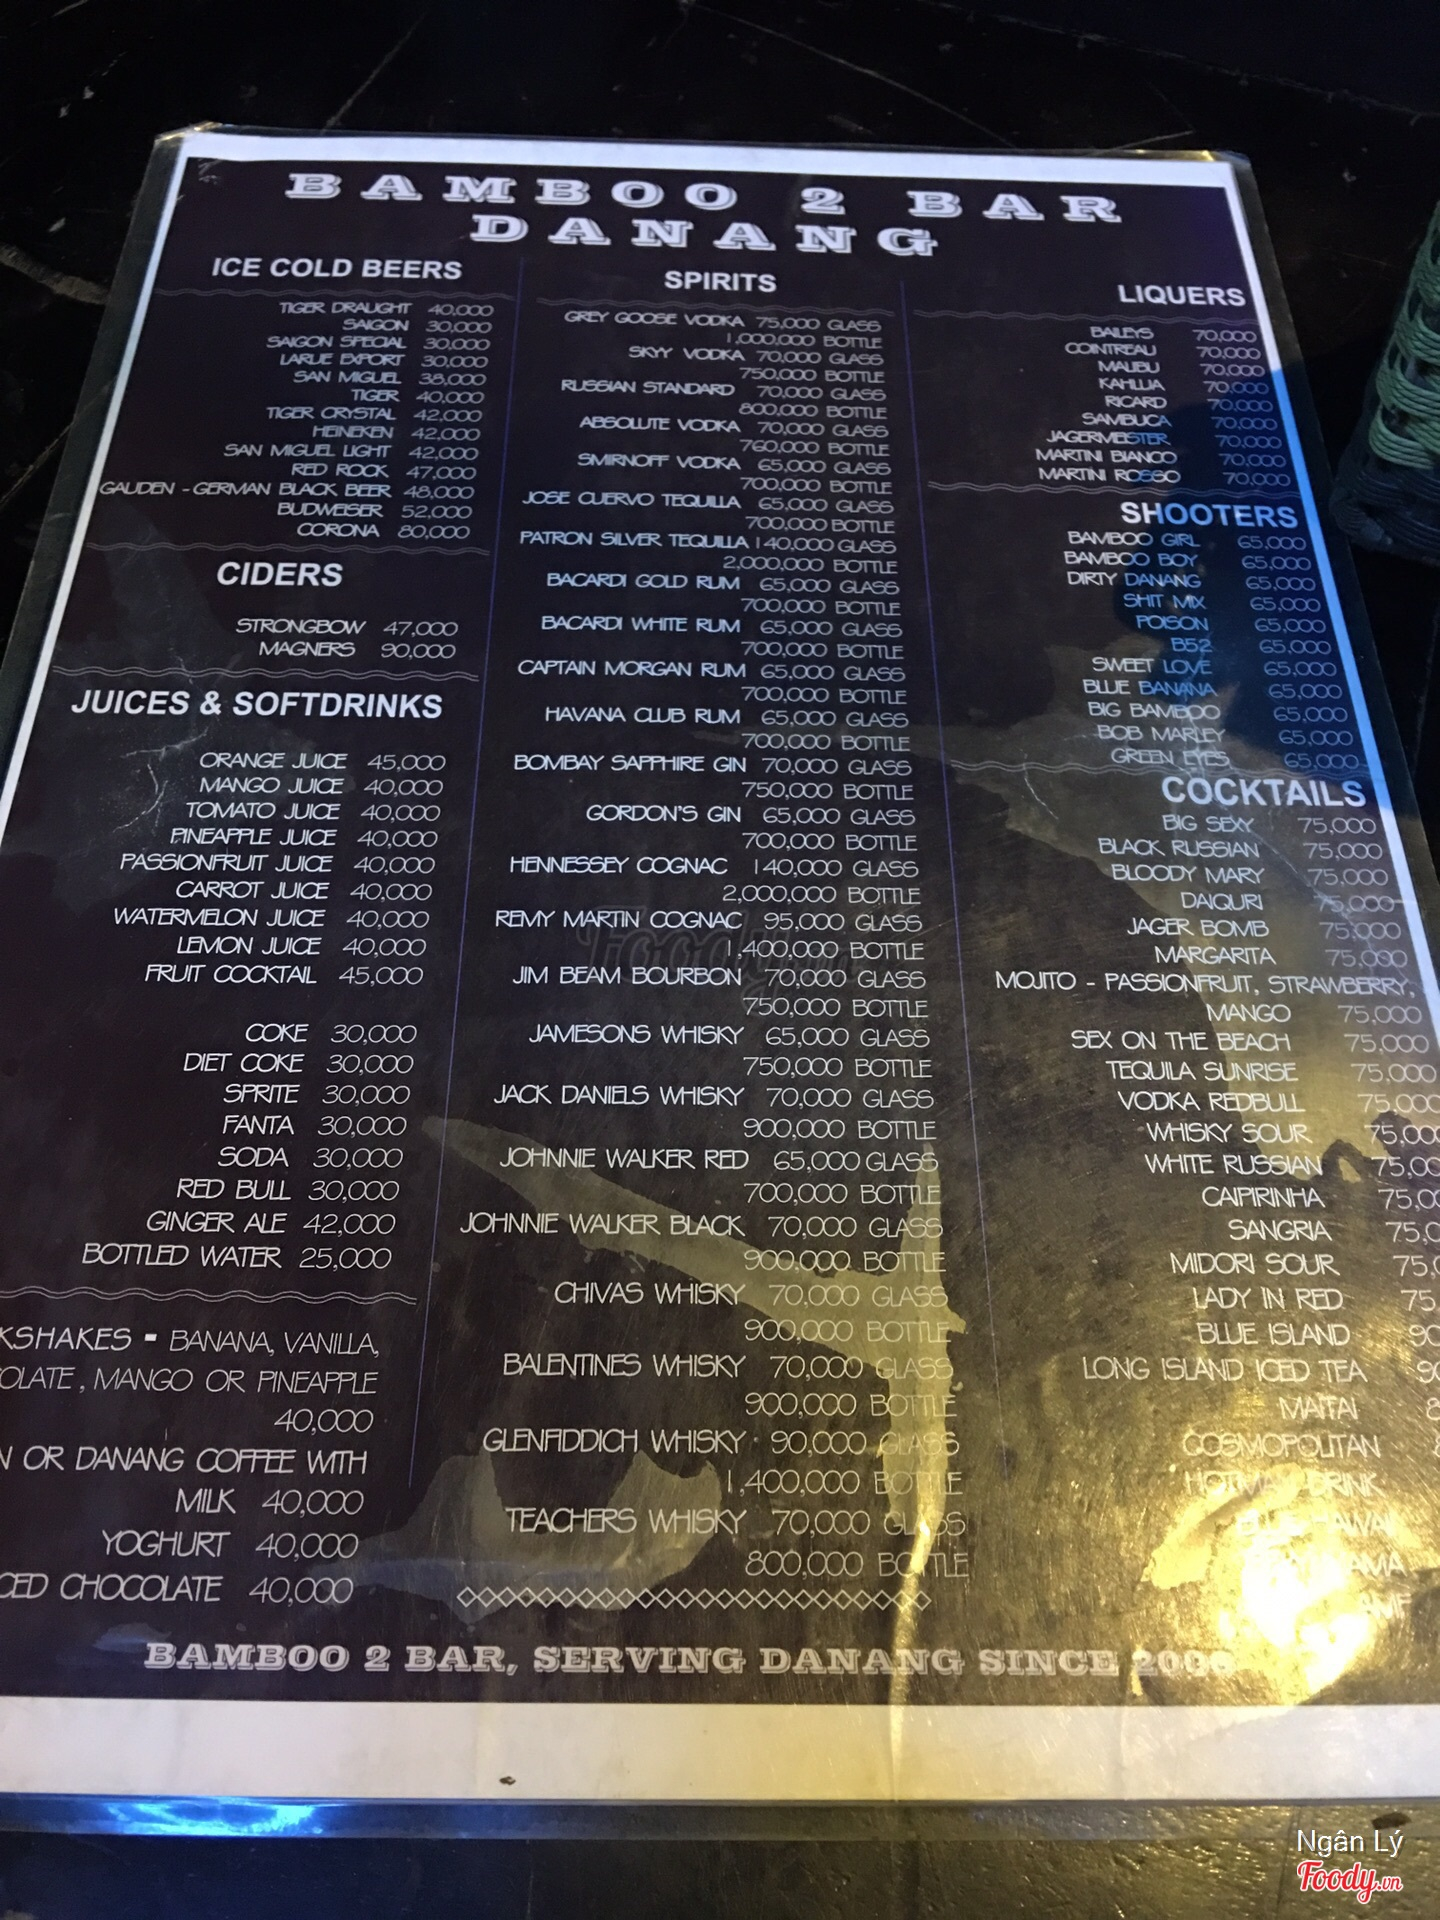 BAMBOO 2 BAR
DANANG
ICE COLD BEERS
TIGER DRAUGHT 40,000
SAIGON 30,000
SAIGON SPECIAL 30,000
LARUE EXPORT 30,000
SAN MIGUEL 38,000
TIGER 40,000
TIGER CRYSTAL 42,000
HEINEKEN 42,000
SAN MIGUEL LIGHT 42,000
RED ROCK 47,000
GAUDEN - GERMAN BLACK BEER 48,000
BUDWEISER 52,000
CORONA 80,000
CIDERS
STRONGBOW 47,000
MAGNERS 90,000
JUICES & SOFTDRINKS
ORANGE JUICE 45,000
MANGO JUICE 40,000
TOMATO JUICE 40,000
PINEAPPLE JUICE 40,000
PASSIONFRUIT JUICE 40,000
CARROT JUICE 40,000
WATERMELON JUICE 40,000
LEMON JUICE 40,000
FRUIT COCKTAIL 45,000
COKE 30,000
DIET COKE 30,000
SPRITE 30,000
FANTA 30,000
SODA 30,000
RED BULL 30,000
GINGER ALE 42,000
BOTTLED WATER 25,000
KSHAKES - BANANA, VANILLA,
OLATE, MANGO OR PINEAPPLE
40,000
N OR DANANG COFFEE WITH
MILK 40,000
YOGHURT 40,000
CED CHOCOLATE 40,000
SPIRITS
GREY GOOSE VODKA 75,000 GLASS
1,000,000 BOTTLE
SKYY VODKA 70,000 GLASS
750,000 BOTTLE
RUSSIAN STANDARD 70,000 GLASS
800,000 BOTTLE
ABSOLUTE VODKA 70,000 GLASS
760,000 BOTTLE
SMIRNOFF VODKA 65,000 GLASS
700,000 BOTTLE
JOSE CUERVO TEQUILLA 65,000 GLASS
700,000 BOTTLE
PATRON SILVER TEQUILLA 140,000 GLASS
2,000,000 BOTTLE
BACARDI GOLD RUM 65,000 GLASS
700,000 BOTTLE
BACARDI WHITE RUM 65,000 GLASS
700,000 BOTTLE
CAPTAIN MORGAN RUM 65,000 GLASS
700,000 BOTTLE
HAVANA CLUB RUM 65,000 GLASS
700,000 BOTTLE
BOMBAY SAPPHIRE GIN 70,000 GLASS
750,000 BOTTLE
GORDON'S GIN 65,000 GLASS
700,000 BOTTLE
HENNESSEY COGNAC 140,000 GLASS
2,000,000 BOTTLE
REMY MARTIN COGNAC 95,000 GLASS
1,400,000 BOTTLE
JIM BEAM BOURBON 70,000 GLASS
750,000 BOTTLE
JAMESONS WHISKY 65,000 GLASS
750,000 BOTTLE
JACK DANIELS WHISKY 70,000 GLASS
900,000 BOTTLE
JOHNNIE WALKER RED 65,000 GLASS
700,000 BOTTLE
JOHNNIE WALKER BLACK 70,000 GLASS
900,000 BOTTLE
CHIVAS WHISKY 70,000 GLASS
900,000 BOTTLE
BALENTINES WHISKY 70,000 GLASS
900,000 BOTTLE
GLENFIDDICH WHISKY 90,000 GLASS
1,400,000 BOTTLE
TEACHERS WHISKY 70,000 GLASS
800,000 BOTTLE
LIQUERS
BAILEYS 70,000
COINTREAU 70,000
MALIBU 70,000
KAHLUA 70,000
RICARD 70,000
SAMBUCA 70,000
JAGERMEISTER 70,000
MARTINI BIANCO 70,000
MARTINI ROSSO 70,000
SHOOTERS
BAMBOO GIRL 65,000
BAMBOO BOY 65,000
DIRTY DANANG 65,000
SHIT MIX 65,000
POISON 65,000
B52 65,000
SWEET LOVE 65,000
BLUE BANANA 65,000
BIG BAMBOO 65,000
BOB MARLEY 65,000
GREEN EYES 65,000
COCKTAILS
BIG SEXY 75,000
BLACK RUSSIAN 75,000
BLOODY MARY 75,000
DAIQURI 75,000
JAGER BOMB 75,000
MARGARITA 75,000
MOJITO - PASSIONFRUIT, STRAWBERRY,
MANGO 75,000
SEX ON THE BEACH 75,000
TEQUILA SUNRISE 75,000
VODKA REDBULL 75,000
WHISKY SOUR 75,000
WHITE RUSSIAN 75,00
CAIPIRINHA 75,0
SANGRIA 75,0
MIDORI SOUR 75,
LADY IN RED 75
BLUE ISLAND 90
LONG ISLAND ICED TEA 90
MAITAI 8
COSMOPOLITAN
DRINK
BAMBOO 2 BAR, SERVING DANANG SINCE
Ngân Lý
Foody.vn